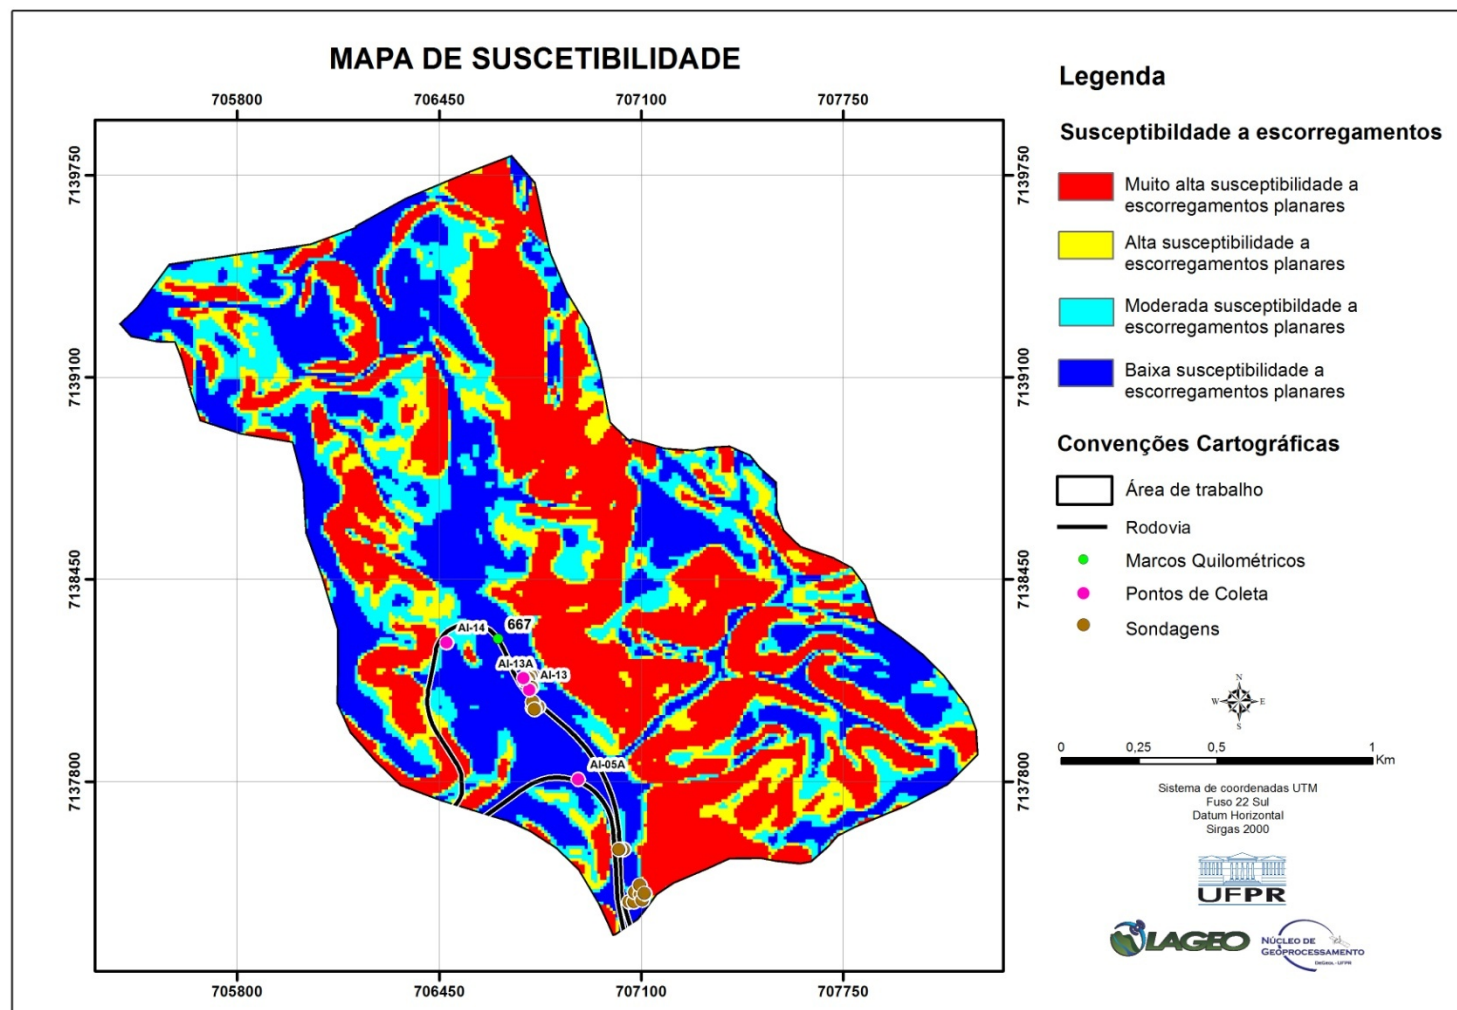 MAPA DE SUSCETIBILIDADE
705800
706450
707100
707750
7139750
7139750
7139100
7139100
7138450
7138450
7137800
7137800
AI-14
667
AI-13A
AI-13
AI-05A
705800
706450
707100
707750
Legenda
Susceptibildade a escorregamentos
Muito alta susceptibilidade a
escorregamentos planares
Alta susceptibilidade a
escorregamentos planares
Moderada susceptibildade a
escorregamentos planares
Baixa susceptibilidade a
escorregamentos planares
Convenções Cartográficas
Área de trabalho
Rodovia
Marcos Quilométricos
Pontos de Coleta
Sondagens
N
W
E
S
0
0,25
0,5
1
Km
Sistema de coordenadas UTM
Fuso 22 Sul
Datum Horizontal
Sirgas 2000
UFPR
LAGEO
NÚCLEO DE
GEOPROCESSAMENTO
DEGEOL - UFPR